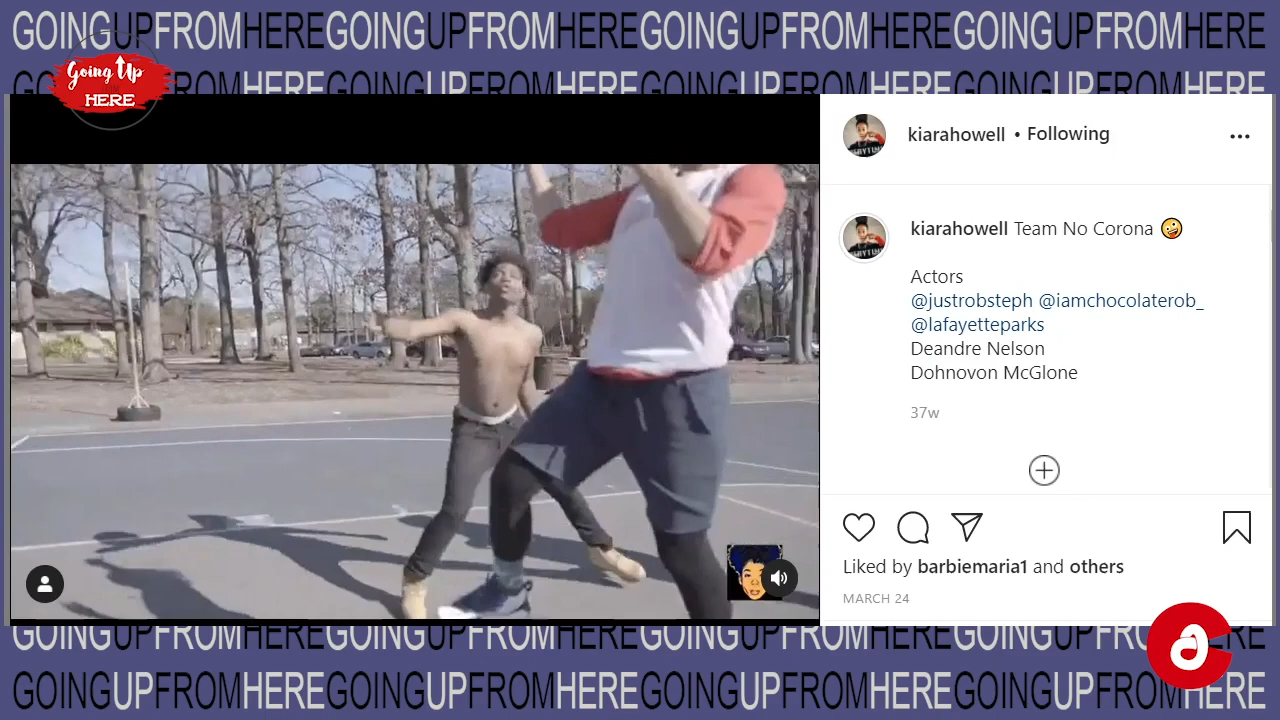 GOINGUPFROMHEREGOINGUPFROMHEREGOINGUPFROMHEREGOINGUPFROMHERE
GOINGUPFROMHEREGOINGUPFROMHEREGOINGUPFROMHERE
Going Up
HERE
kiarahowell • Following
kiarahowell Team No Corona 🤪
Actors
@justrobsteph @iamchocolaterob_
@lafayetteparks
Deandre Nelson
Dohnovon McGlone
37w
Liked by barbiemaria1 and others
MARCH 24
a
GOINGUPFROMHEREGOINGUPFROMHEREGOINGUPFROMHEREGOINGUPFROMHERE
GOINGUPFROMHEREGOINGUPFROMHEREGOINGUPFROMHEREGOINGUPFROMHERE